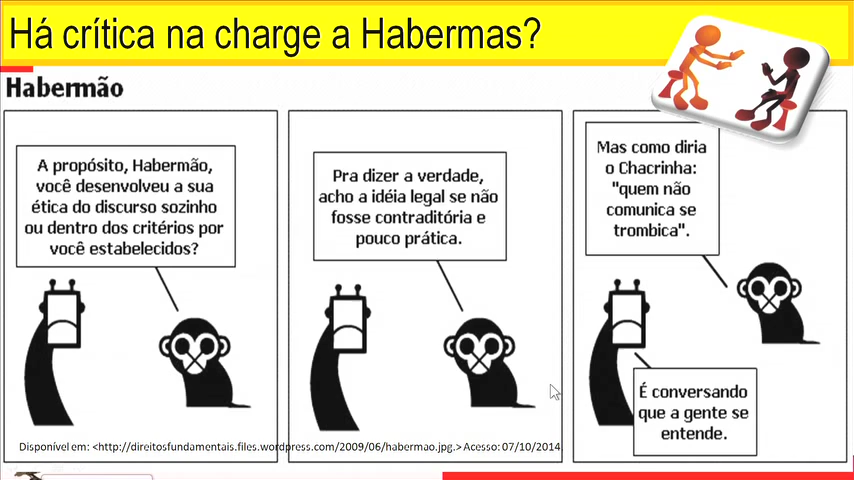 Há crítica na charge a Habermas?
Habermão
A propósito, Habermão,
você desenvolveu a sua
ética do discurso sozinho
ou dentro dos critérios por
você estabelecidos?
Pra dizer a verdade,
acho a idéia legal se não
fosse contraditória e
pouco prática.
Mas como diria
o Chacrinha:
"quem não
comunica se
trombica".
É conversando
que a gente se
entende.
Disponível em: <http://direitosfundamentais.files.wordpress.com/2009/06/habermao.jpg.> Acesso: 07/10/2014.